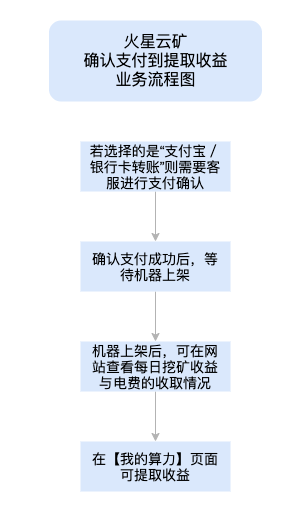 火星云矿
确认支付到提取收益
业务流程图
若选择的是“支付宝／
银行卡转账”则需要客
服进行支付确认
确认支付成功后，等
待机器上架
机器上架后，可在网
站查看每日挖矿收益
与电费的收取情况
在【我的算力】页面
可提取收益